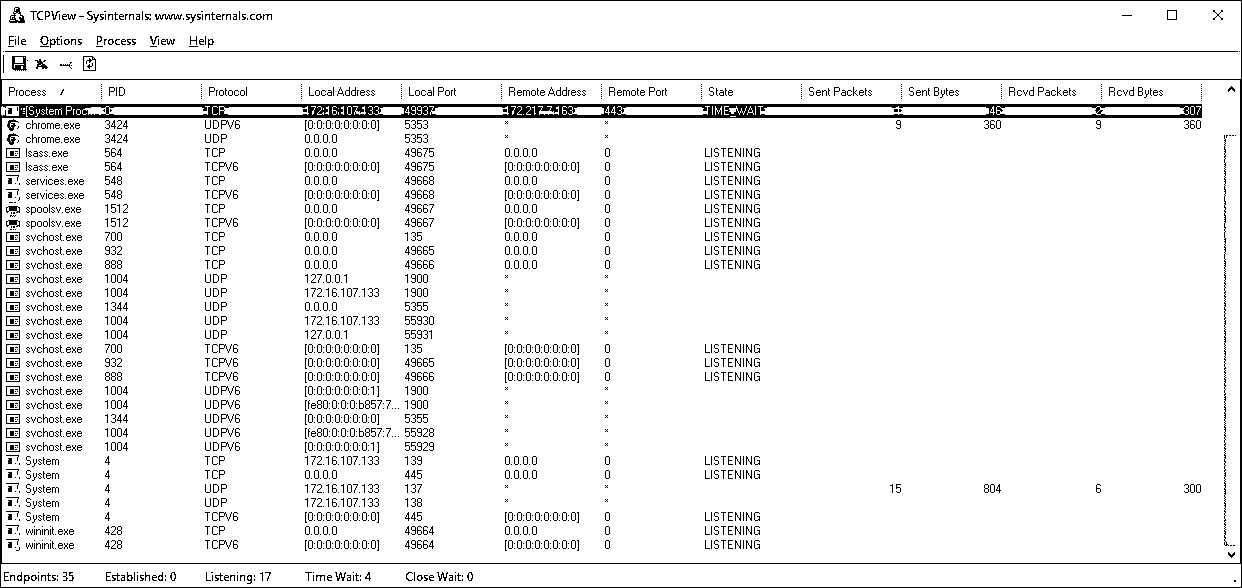 TCPView - Sysinternals: www.sysinternals.com
File Options Process View Help
Process / PID Protocol Local Address Local Port Remote Address Remote Port State Sent Packets Sent Bytes Rcvd Packets Rcvd Bytes
[System Proc... 0 TCP 172.16.107.133 49937 172.217.7.163 443 TIME_WAIT 46 2 307
chrome.exe 3424 UDPV6 [0:0:0:0:0:0:0:0] 5353 * * 9 360 9 360
chrome.exe 3424 UDP 0.0.0.0 5353 * *
lsass.exe 564 TCP 0.0.0.0 49675 0.0.0.0 0 LISTENING
lsass.exe 564 TCPV6 [0:0:0:0:0:0:0:0] 49675 [0:0:0:0:0:0:0:0] 0 LISTENING
services.exe 548 TCP 0.0.0.0 49668 0.0.0.0 0 LISTENING
services.exe 548 TCPV6 [0:0:0:0:0:0:0:0] 49668 [0:0:0:0:0:0:0:0] 0 LISTENING
spoolsv.exe 1512 TCP 0.0.0.0 49667 0.0.0.0 0 LISTENING
spoolsv.exe 1512 TCPV6 [0:0:0:0:0:0:0:0] 49667 [0:0:0:0:0:0:0:0] 0 LISTENING
svchost.exe 700 TCP 0.0.0.0 135 0.0.0.0 0 LISTENING
svchost.exe 932 TCP 0.0.0.0 49665 0.0.0.0 0 LISTENING
svchost.exe 888 TCP 0.0.0.0 49666 0.0.0.0 0 LISTENING
svchost.exe 1004 UDP 127.0.0.1 1900 * *
svchost.exe 1004 UDP 172.16.107.133 1900 * *
svchost.exe 1344 UDP 0.0.0.0 5355 * *
svchost.exe 1004 UDP 172.16.107.133 55930 * *
svchost.exe 1004 UDP 127.0.0.1 55931 * *
svchost.exe 700 TCPV6 [0:0:0:0:0:0:0:0] 135 [0:0:0:0:0:0:0:0] 0 LISTENING
svchost.exe 932 TCPV6 [0:0:0:0:0:0:0:0] 49665 [0:0:0:0:0:0:0:0] 0 LISTENING
svchost.exe 888 TCPV6 [0:0:0:0:0:0:0:0] 49666 [0:0:0:0:0:0:0:0] 0 LISTENING
svchost.exe 1004 UDPV6 [0:0:0:0:0:0:0:1] 1900 * *
svchost.exe 1004 UDPV6 [fe80:0:0:0:b857:7... 1900 * *
svchost.exe 1344 UDPV6 [0:0:0:0:0:0:0:0] 5355 * *
svchost.exe 1004 UDPV6 [fe80:0:0:0:b857:7... 55928 * *
svchost.exe 1004 UDPV6 [0:0:0:0:0:0:0:1] 55929 * *
System 4 TCP 172.16.107.133 139 0.0.0.0 0 LISTENING
System 4 TCP 0.0.0.0 445 0.0.0.0 0 LISTENING
System 4 UDP 172.16.107.133 137 * * 15 804 6 300
System 4 UDP 172.16.107.133 138 * *
System 4 TCPV6 [0:0:0:0:0:0:0:0] 445 [0:0:0:0:0:0:0:0] 0 LISTENING
wininit.exe 428 TCP 0.0.0.0 49664 0.0.0.0 0 LISTENING
wininit.exe 428 TCPV6 [0:0:0:0:0:0:0:0] 49664 [0:0:0:0:0:0:0:0] 0 LISTENING
Endpoints: 35 Established: 0 Listening: 17 Time Wait: 4 Close Wait: 0